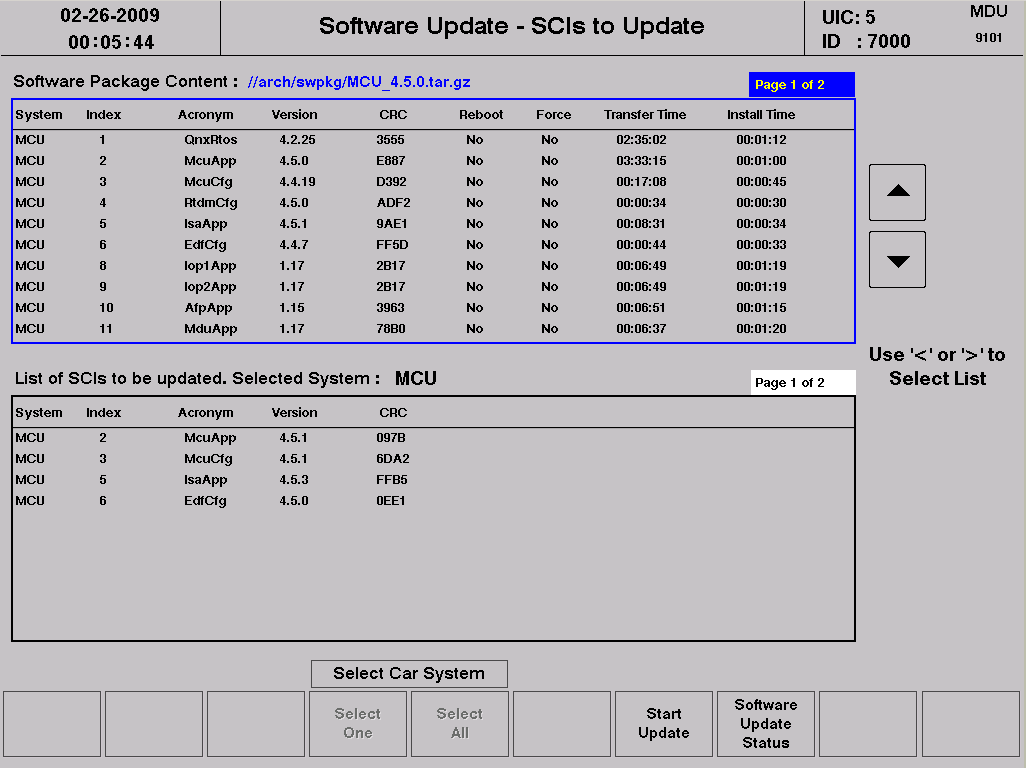 02-26-2009
00:05:44
Software Update - SCIs to Update
UIC: 5
ID : 7000
MDU
9101
Software Package Content : //arch/swpkg/MCU_4.5.0.tar.gz
Page 1 of 2
System Index Acronym Version CRC Reboot Force Transfer Time Install Time
MCU 1 QnxRtos 4.2.25 3555 No No 02:35:02 00:01:12
MCU 2 McuApp 4.5.0 E887 No No 03:33:15 00:01:00
MCU 3 McuCfg 4.4.19 D392 No No 00:17:08 00:00:45
MCU 4 RtdmCfg 4.5.0 ADF2 No No 00:00:34 00:00:30
MCU 5 IsaApp 4.5.1 9AE1 No No 00:08:31 00:00:34
MCU 6 EdfCfg 4.4.7 FF5D No No 00:00:44 00:00:33
MCU 8 Iop1App 1.17 2B17 No No 00:06:49 00:01:19
MCU 9 Iop2App 1.17 2B17 No No 00:06:49 00:01:19
MCU 10 AfpApp 1.15 3963 No No 00:06:51 00:01:15
MCU 11 MduApp 1.17 78B0 No No 00:06:37 00:01:20
Use '<' or '>' to
Select List
List of SCIs to be updated. Selected System : MCU
Page 1 of 2
System Index Acronym Version CRC
MCU 2 McuApp 4.5.1 097B
MCU 3 McuCfg 4.5.1 6DA2
MCU 5 IsaApp 4.5.3 FFB5
MCU 6 EdfCfg 4.5.0 0EE1
Select Car System
Select
One
Select
All
Start
Update
Software
Update
Status